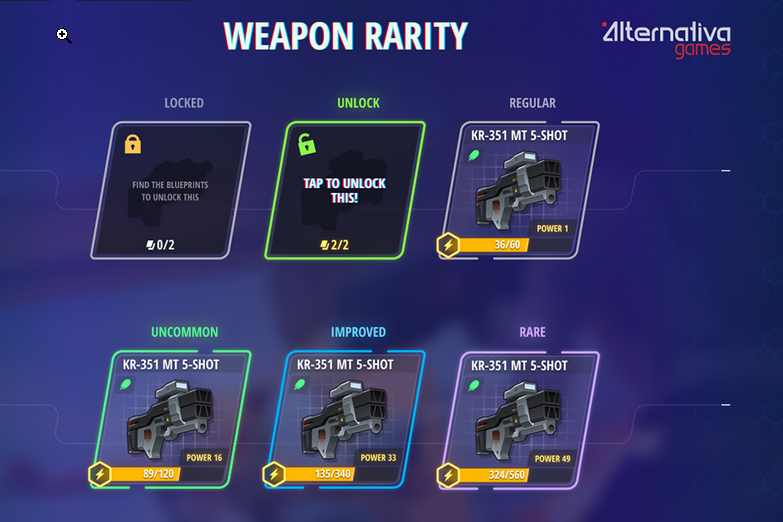 WEAPON RARITY
Alternativa
games
LOCKED
UNLOCK
REGULAR
FIND THE BLUEPRINTS
TO UNLOCK THIS
0/2
TAP TO UNLOCK
THIS!
2/2
KR-351 MT 5-SHOT
POWER 1
36/60
UNCOMMON
IMPROVED
RARE
KR-351 MT 5-SHOT
POWER 16
89/120
KR-351 MT 5-SHOT
POWER 33
135/340
KR-351 MT 5-SHOT
POWER 49
324/560